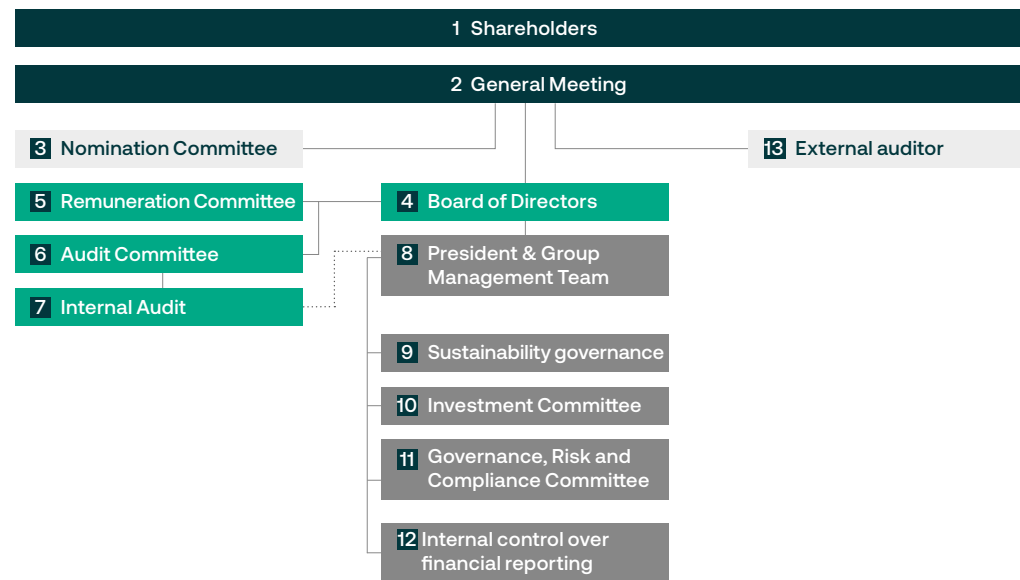 1 Shareholders
2 General Meeting
3 Nomination Committee
13 External auditor
5 Remuneration Committee
4 Board of Directors
6 Audit Committee
8 President & Group
Management Team
7 Internal Audit
9 Sustainability governance
10 Investment Committee
11 Governance, Risk and
Compliance Committee
12 Internal control over
financial reporting